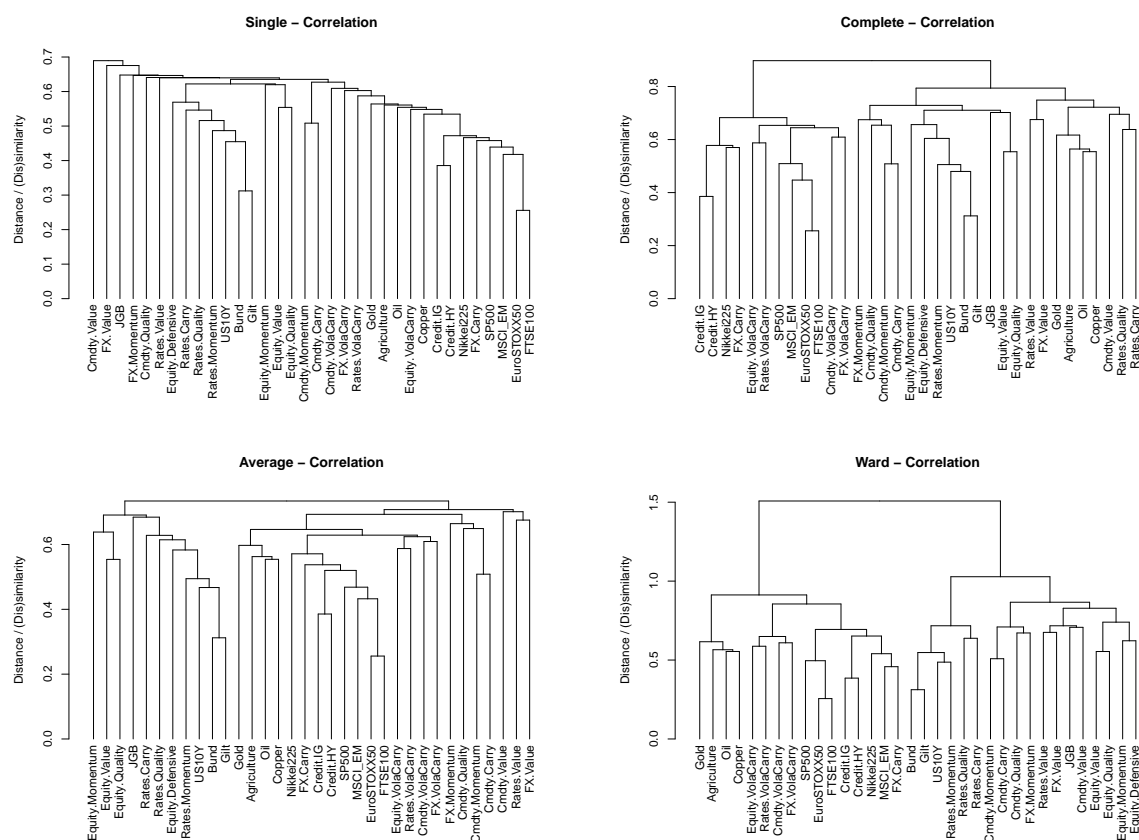 Single – Correlation
Distance / (Dis)similarity
0.0
0.1
0.2
0.3
0.4
0.5
0.6
0.7
Cmdty.Value
FX.Value
JGB
FX.Momentum
Cmdty.Quality
Rates.Value
Equity.Defensive
Rates.Carry
Rates.Quality
Rates.Momentum
US10Y
Bund
Gilt
Equity.Momentum
Equity.Value
Equity.Quality
Cmdty.Momentum
Cmdty.Carry
Cmdty.VolaCarry
FX.VolaCarry
Rates.VolaCarry
Gold
Agriculture
Oil
Equity.VolaCarry
Copper
Credit.IG
Credit.HY
Nikkei225
FX.Carry
SP500
MSCI_EM
EuroSTOXX50
FTSE100
Complete – Correlation
Distance / (Dis)similarity
0.0
0.2
0.4
0.6
0.8
Credit.IG
Credit.HY
Nikkei225
FX.Carry
Equity.VolaCarry
Rates.VolaCarry
SP500
MSCI_EM
EuroSTOXX50
FTSE100
Cmdty.VolaCarry
FX.VolaCarry
FX.Momentum
Cmdty.Quality
Cmdty.Momentum
Cmdty.Carry
Equity.Momentum
Equity.Defensive
Rates.Momentum
US10Y
Bund
Gilt
JGB
Equity.Value
Equity.Quality
Rates.Value
FX.Value
Gold
Agriculture
Oil
Copper
Cmdty.Value
Rates.Quality
Rates.Carry
Average – Correlation
Distance / (Dis)similarity
0.0
0.2
0.4
0.6
Equity.Momentum
Equity.Value
Equity.Quality
JGB
Rates.Carry
Rates.Quality
Equity.Defensive
Rates.Momentum
US10Y
Bund
Gilt
Gold
Agriculture
Oil
Copper
Nikkei225
FX.Carry
Credit.IG
Credit.HY
SP500
MSCI_EM
EuroSTOXX50
FTSE100
Equity.VolaCarry
Rates.VolaCarry
Cmdty.VolaCarry
FX.VolaCarry
FX.Momentum
Cmdty.Quality
Cmdty.Momentum
Cmdty.Carry
Cmdty.Value
Rates.Value
FX.Value
Ward – Correlation
Distance / (Dis)similarity
0.0
0.5
1.0
1.5
Gold
Agriculture
Oil
Copper
Equity.VolaCarry
Rates.VolaCarry
Cmdty.VolaCarry
FX.VolaCarry
SP500
EuroSTOXX50
FTSE100
Credit.IG
Credit.HY
Nikkei225
MSCI_EM
FX.Carry
Bund
Gilt
US10Y
Rates.Momentum
Rates.Quality
Rates.Carry
Cmdty.Momentum
Cmdty.Carry
Cmdty.Quality
FX.Momentum
Rates.Value
FX.Value
JGB
Cmdty.Value
Equity.Value
Equity.Quality
Equity.Momentum
Equity.Defensive